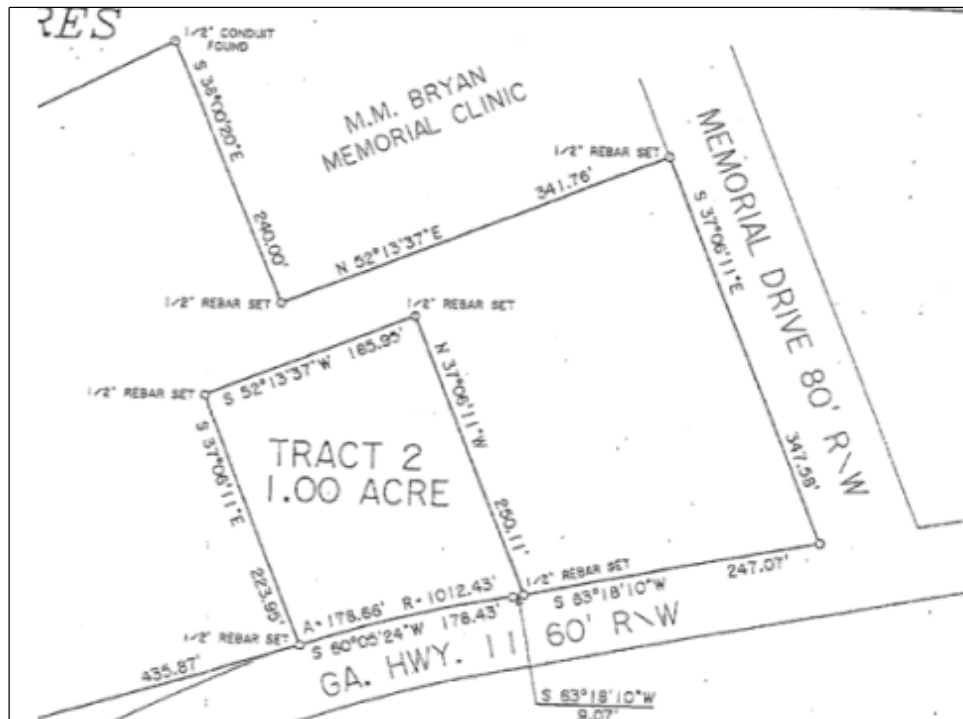 RES
1/2" CONDUIT
FOUND
S 38°00'20"E
240.00'
M.M. BRYAN
MEMORIAL CLINIC
1/2" REBAR SET
341.76'
N 52°13'37"E
1/2" REBAR SET
MEMORIAL DRIVE 80' R\W
S 37°06'11"E
347.58'
1/2" REBAR SET
S 52°13'37"W 185.95'
1/2" REBAR SET
N 37°06'11"W
250.11'
S 37°06'11"E
223.95'
TRACT 2
1.00 ACRE
1/2" REBAR SET
A=178.66' R=1012.43'
S 60°05'24"W 178.43'
1/2" REBAR SET
S 63°18'10"W 247.07'
435.87'
GA. HWY. 11 60' R\W
S 63°18'10"W
9.07'